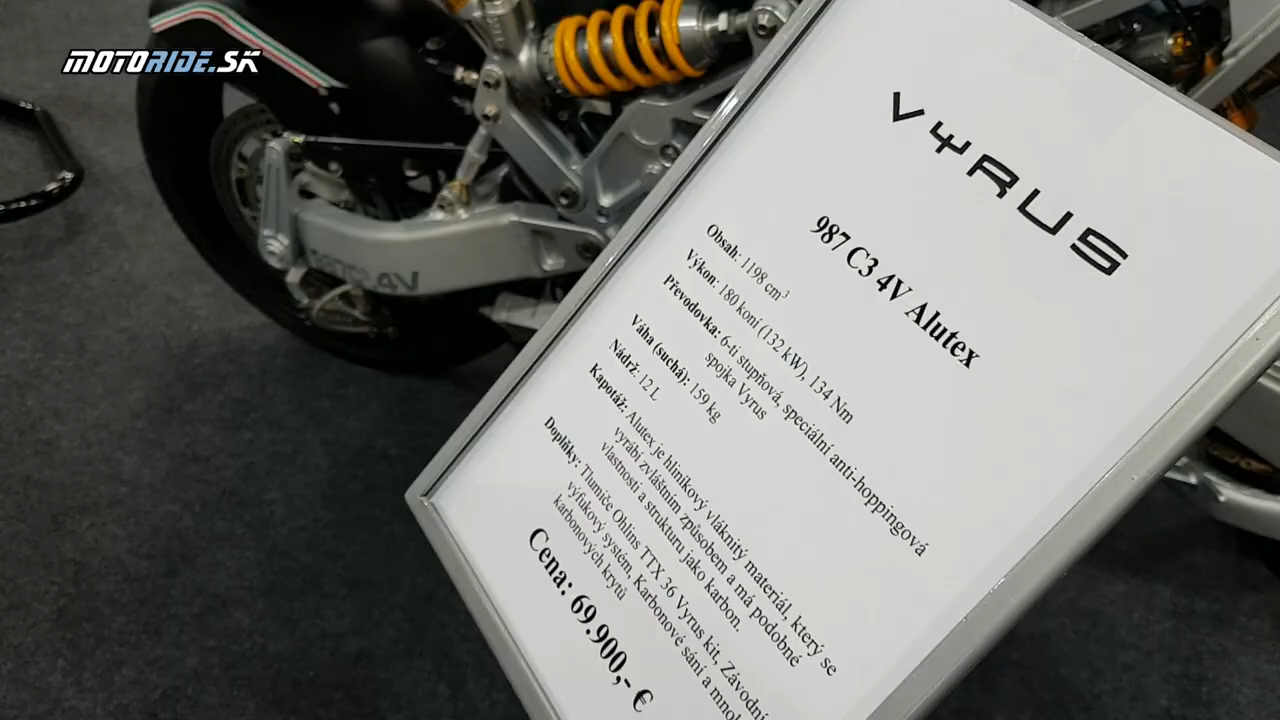 MOTORIDE.SK
VYRUS
987 C3 4V Alutex
Obsah: 1198 cm³
Výkon: 180 koní (132 kW), 134 Nm
Převodovka: 6-ti stupňová, speciální anti-hoppingová
spojka Vyrus
Váha (suchá): 159 kg
Nádrž: 12 L
Kapotáž: Alutex je hliníkový vláknitý materiál, který se
vyrábí zvláštním způsobem a má podobné
vlastnosti a strukturu jako karbon.
Doplňky: Tlumiče Ohlins TTX 36 Vyrus kit, Závodní
výfukový systém, Karbonové sání a
karbonových krytů
Cena: 69.900,- €
4V